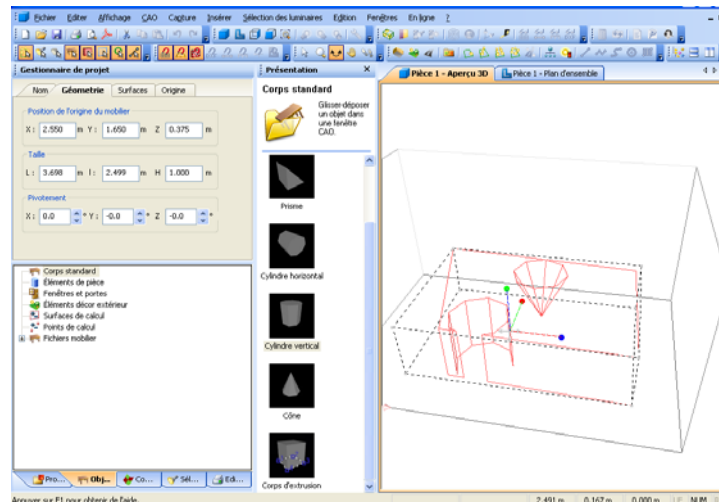 Fichier Editer Affichage CAO Capture Insérer Sélection des luminaires Edition Fenêtres En ligne ?
Gestionnaire de projet
Nom Géometrie Surfaces Origine
Position de l'origine du mobilier
X: 2.550 m Y: 1.650 m Z 0.375 m
Taille
L: 3.698 m l: 2.499 m H 1.000 m
Pivotement
X: 0.0 ° Y: -0.0 ° Z -0.0 °
Corps standard
Éléments de pièce
Fenêtres et portes
Éléments décor extérieur
Surfaces de calcul
Points de calcul
Fichiers mobilier
Pro... Obj... Co... Sél... Edi...
Présentation X
Corps standard
Glisser-déposer
un objet dans
une fenêtre
CAO.
Prisme
Cylindre horizontal
Cylindre vertical
Cône
Corps d'extrusion
Pièce 1 - Aperçu 3D Pièce 1 - Plan d'ensemble
Appuyer sur F1 pour obtenir de l'aide.
2.491 m 0.167 m 0.000 m LF NUM